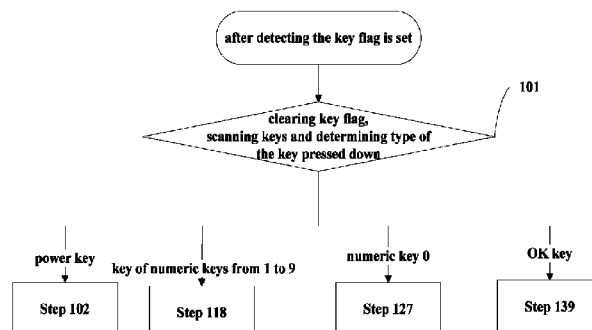 after detecting the key flag is set
101
clearing key flag,
scanning keys and determining type of
the key pressed down
power key
key of numeric keys from 1 to 9
numeric key 0
OK key
Step 102
Step 118
Step 127
Step 139